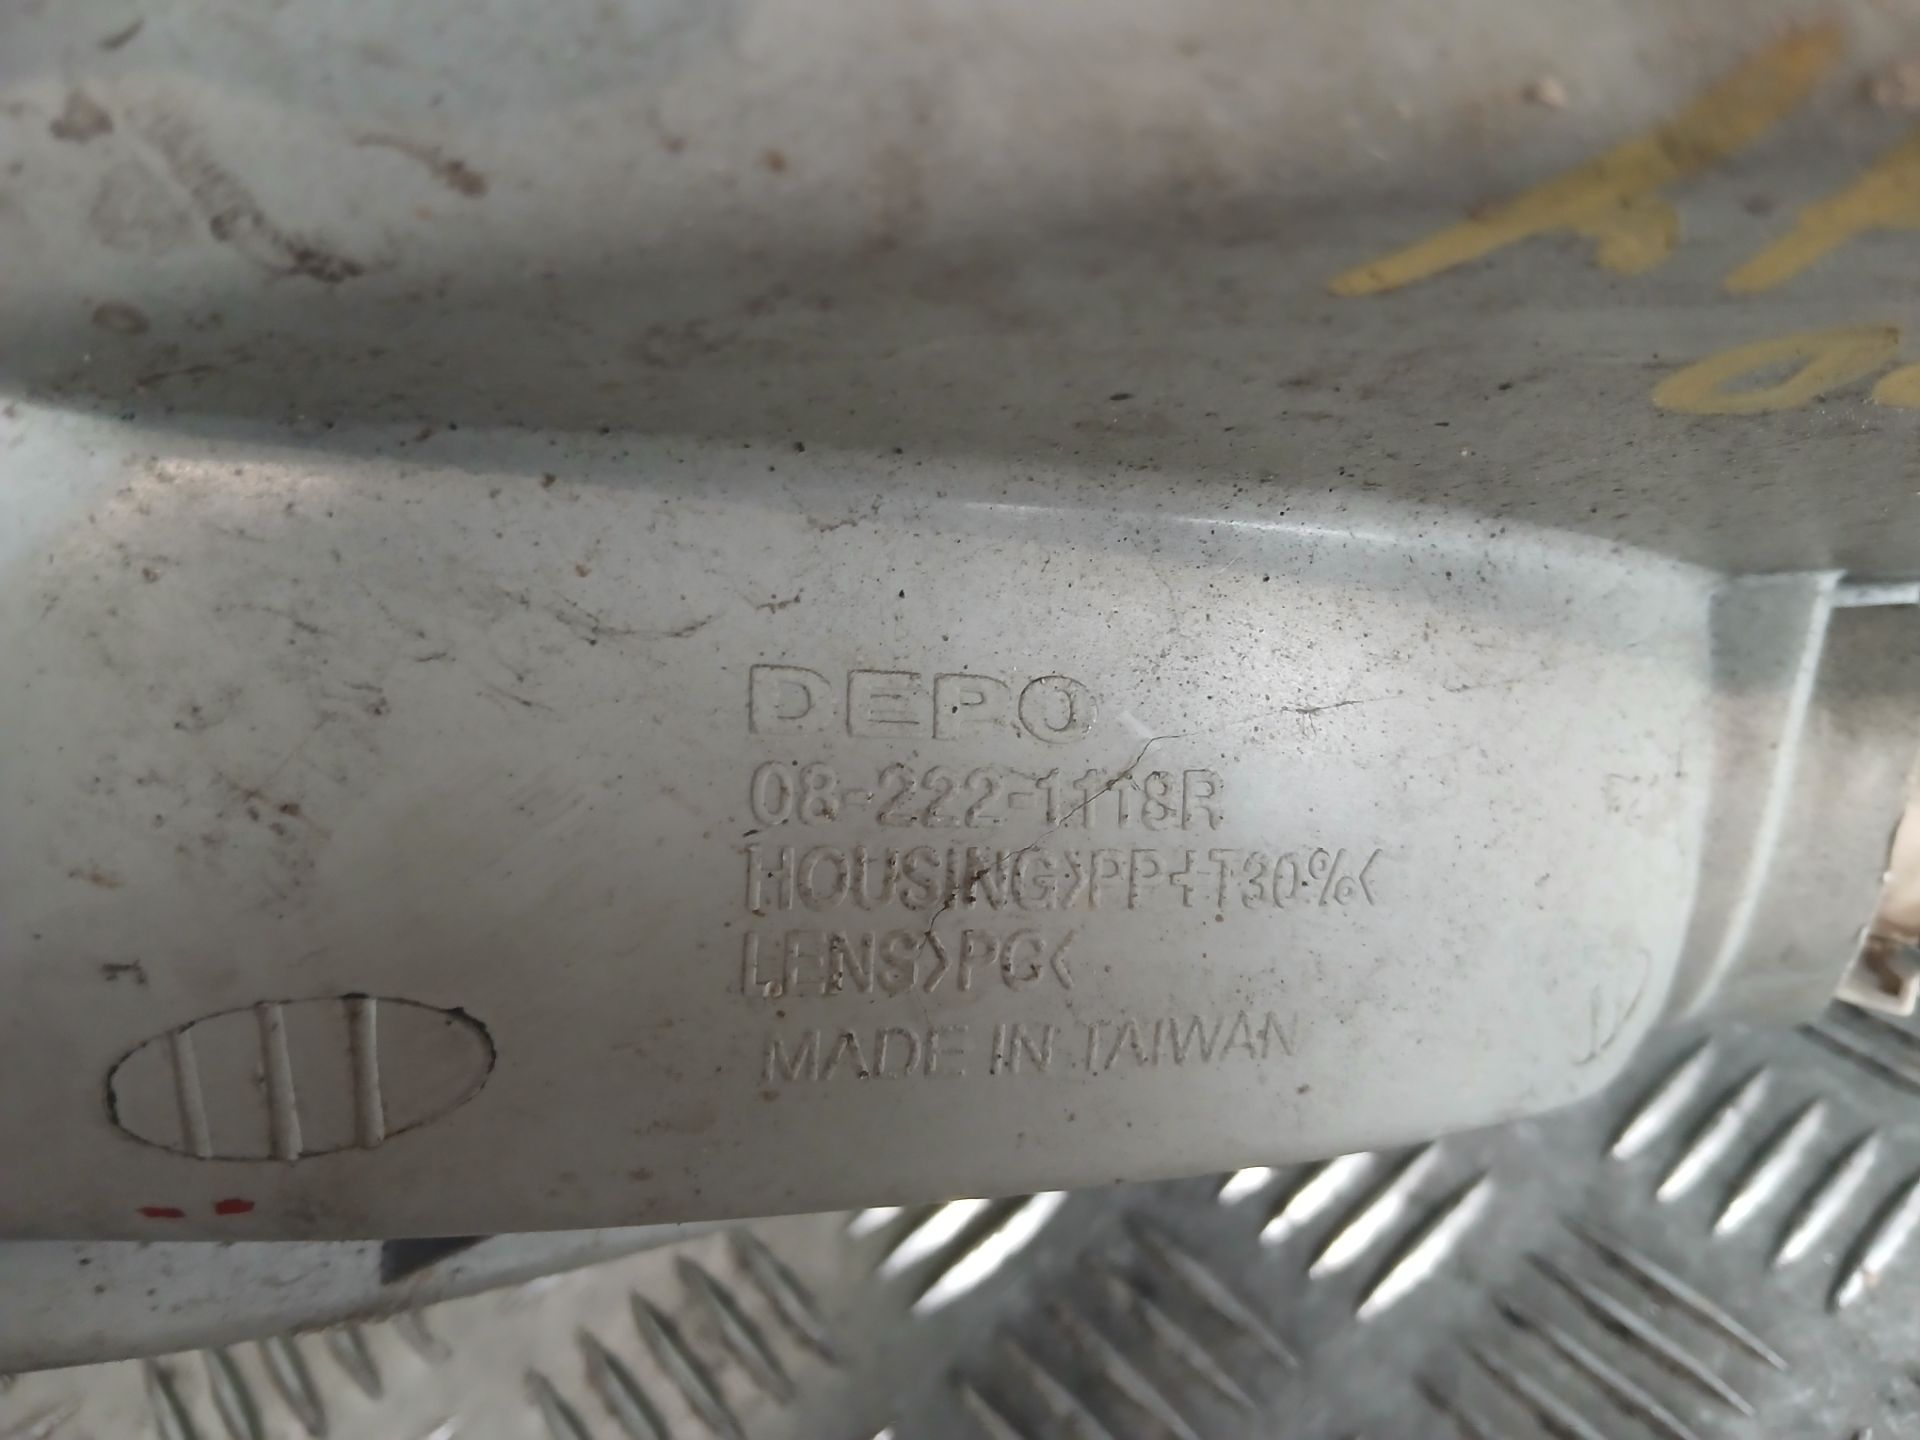 DEPO
08-222-1118R
HOUSING>PP+T30%<
LENS>PC<
MADE IN TAIWAN